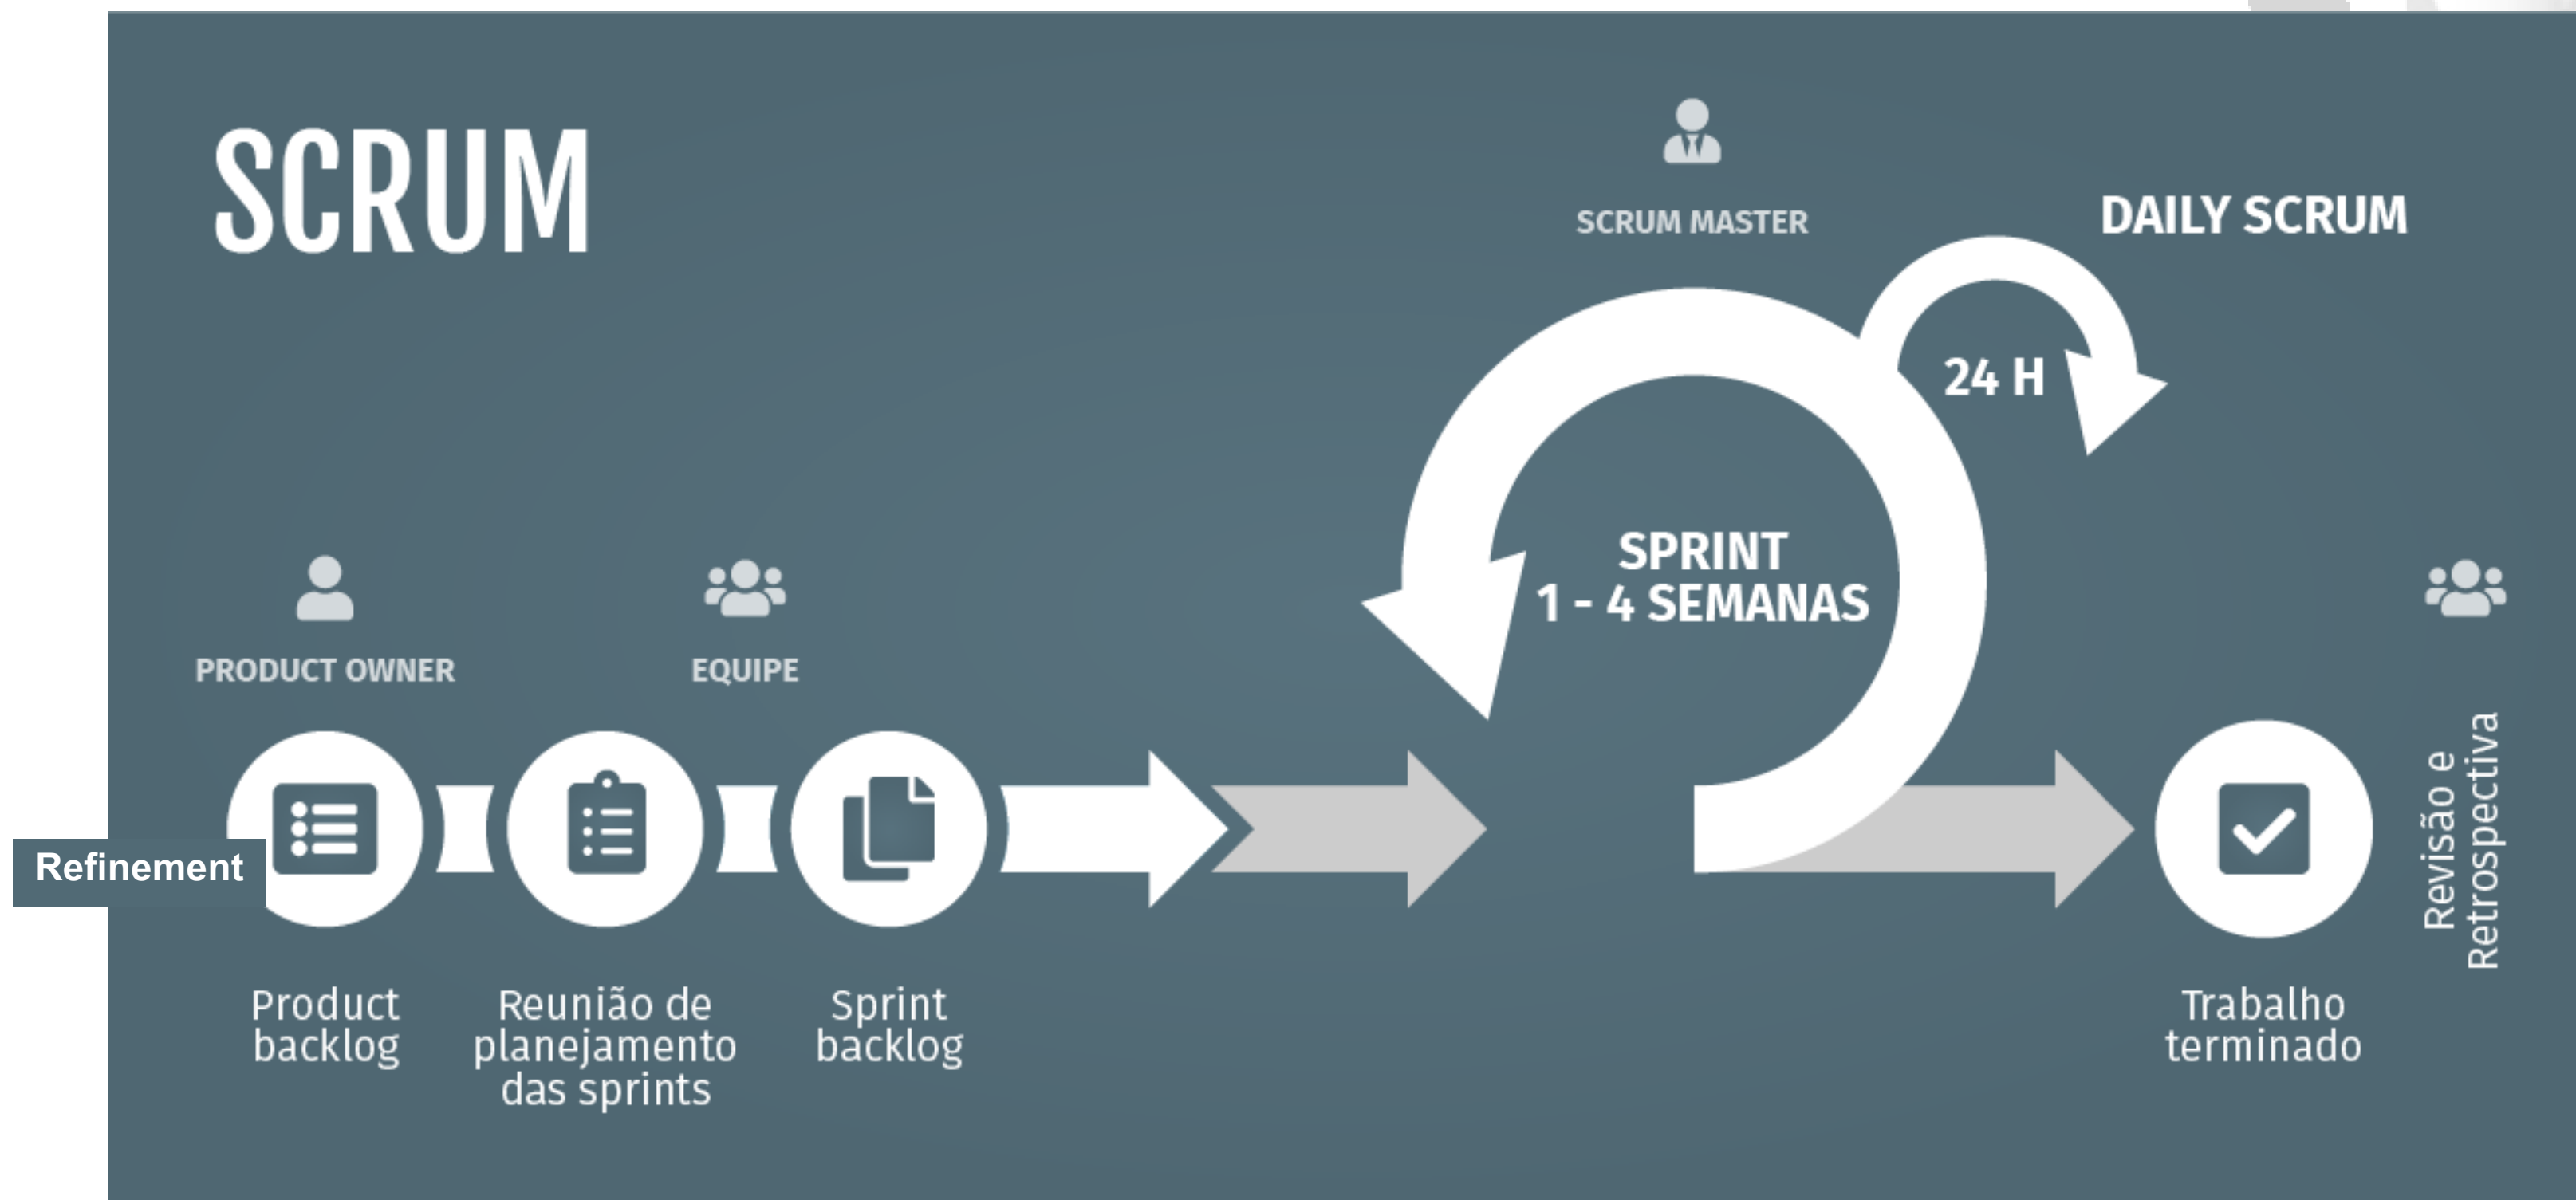 SCRUM
SCRUM MASTER
DAILY SCRUM
24 H
SPRINT
1 - 4 SEMANAS
PRODUCT OWNER
EQUIPE
Refinement
Product
backlog
Reunião de
planejamento
das sprints
Sprint
backlog
Trabalho
terminado
Revisão e
Retrospectiva